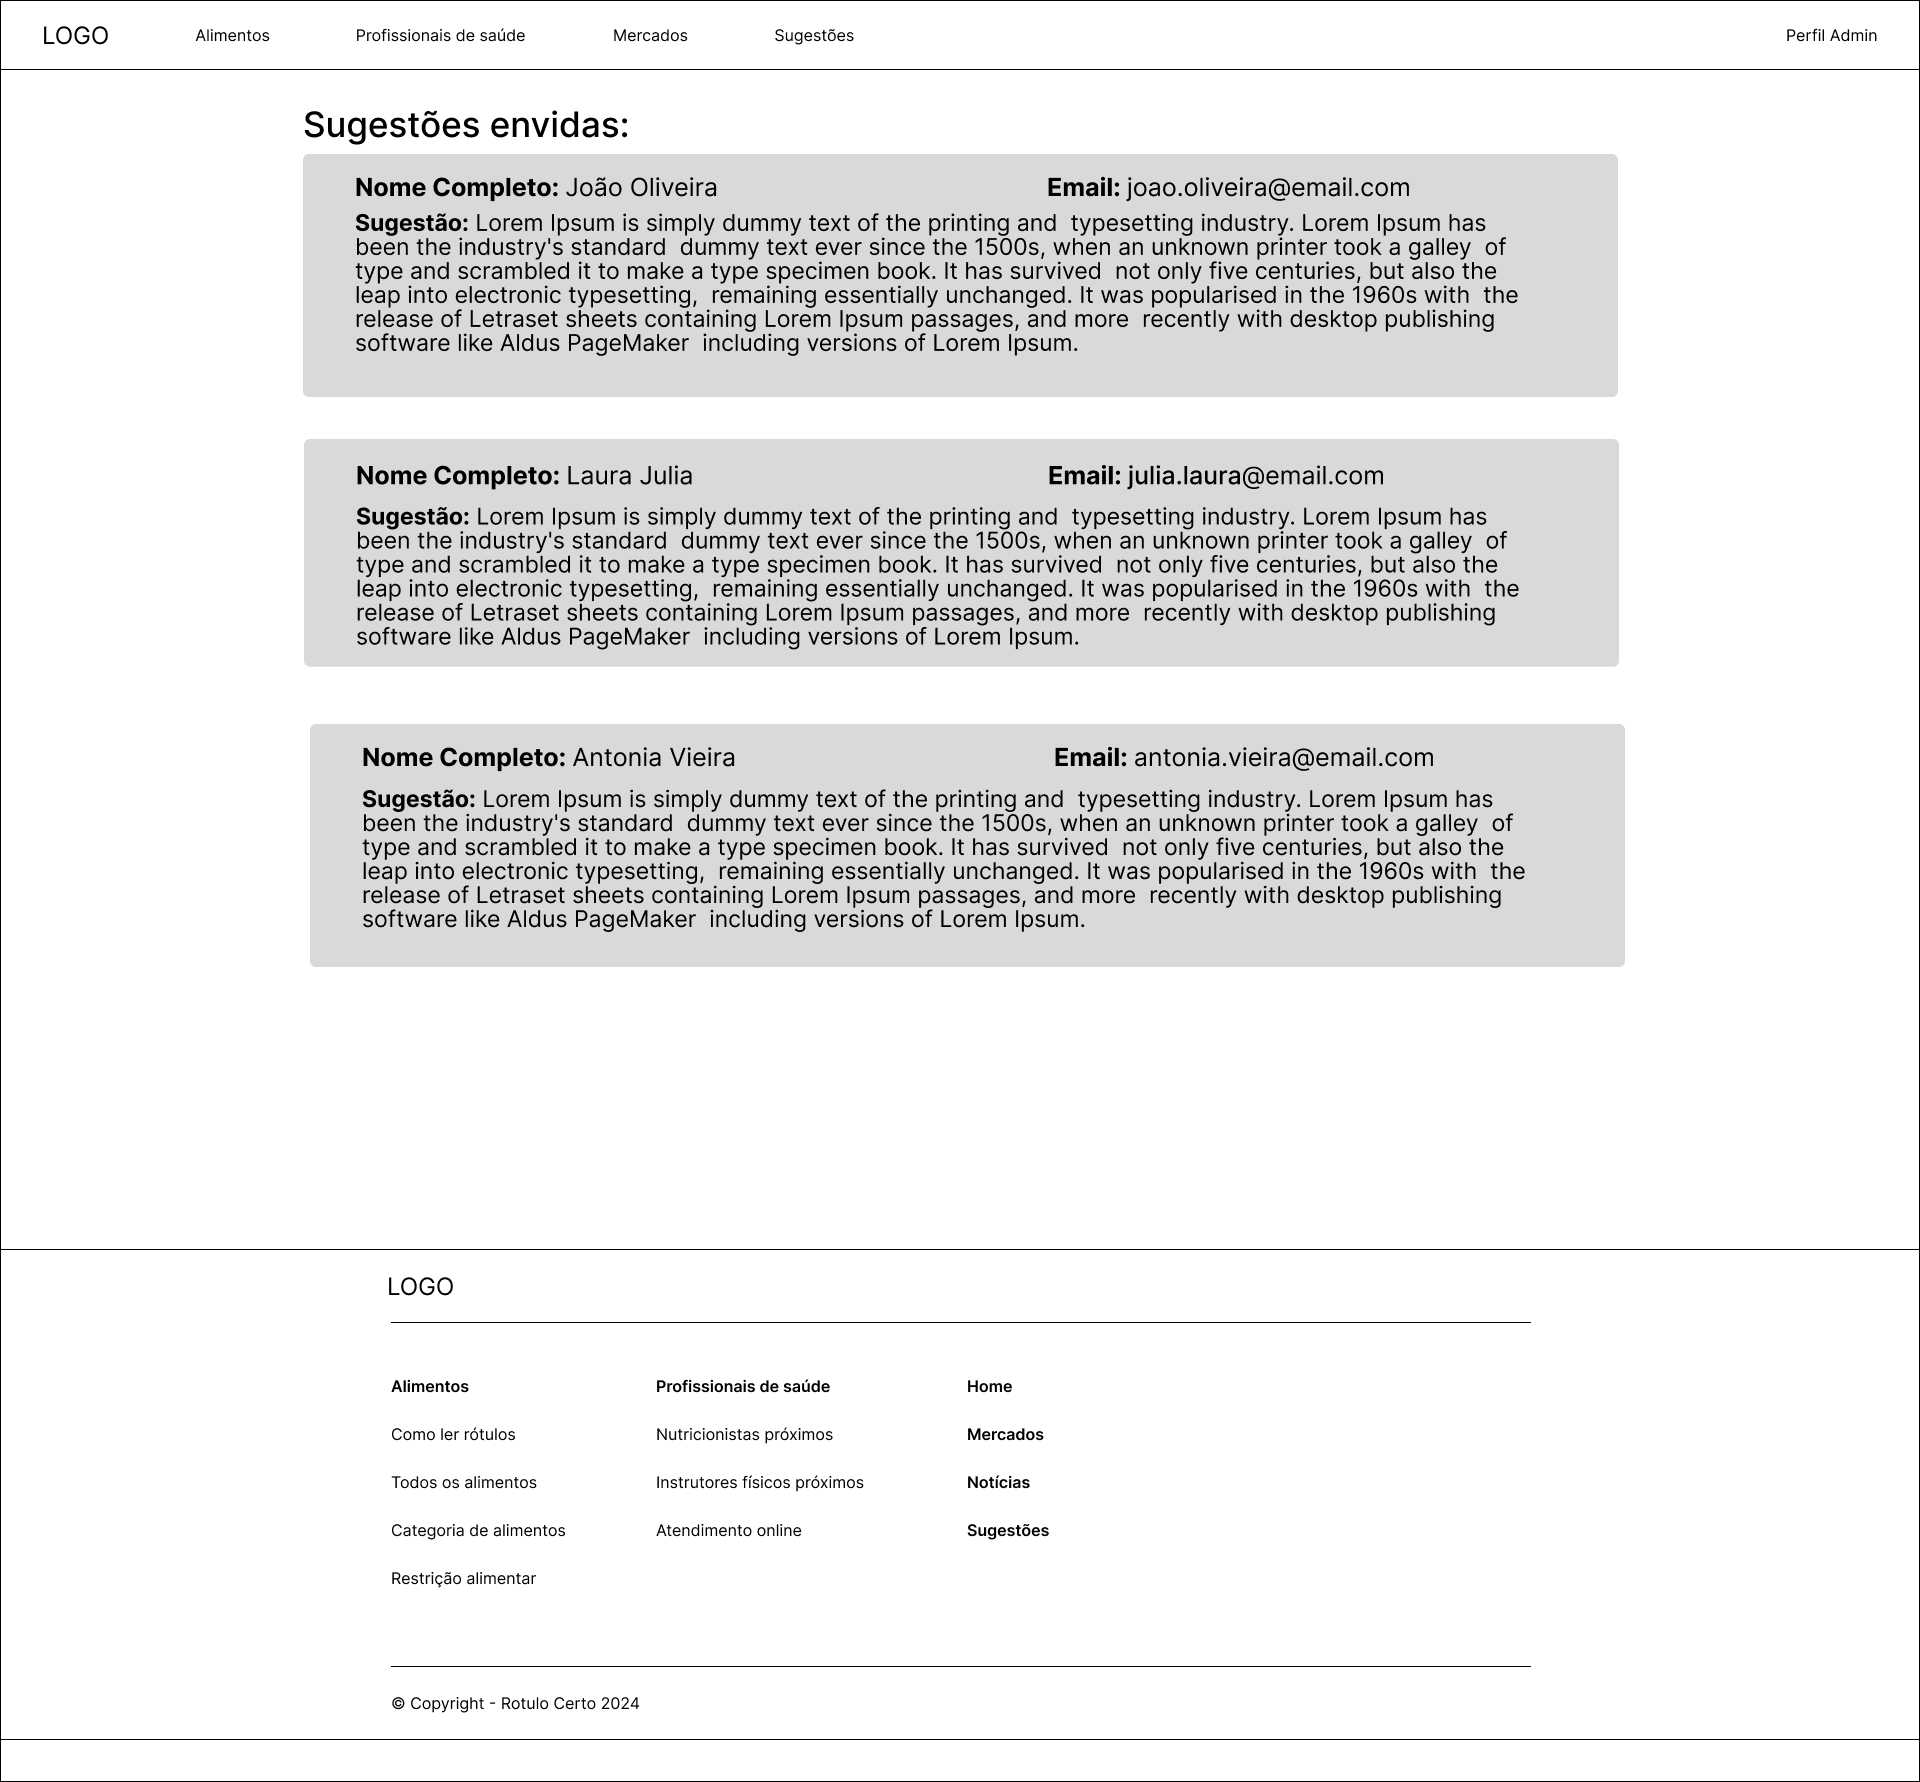 LOGO Alimentos Profissionais de saúde Mercados Sugestões Perfil Admin
Sugestões envidas:
Nome Completo: João Oliveira Email: joao.oliveira@email.com
Sugestão: Lorem Ipsum is simply dummy text of the printing and typesetting industry. Lorem Ipsum has
been the industry's standard dummy text ever since the 1500s, when an unknown printer took a galley of
type and scrambled it to make a type specimen book. It has survived not only five centuries, but also the
leap into electronic typesetting, remaining essentially unchanged. It was popularised in the 1960s with the
release of Letraset sheets containing Lorem Ipsum passages, and more recently with desktop publishing
software like Aldus PageMaker including versions of Lorem Ipsum.
Nome Completo: Laura Julia Email: julia.laura@email.com
Sugestão: Lorem Ipsum is simply dummy text of the printing and typesetting industry. Lorem Ipsum has
been the industry's standard dummy text ever since the 1500s, when an unknown printer took a galley of
type and scrambled it to make a type specimen book. It has survived not only five centuries, but also the
leap into electronic typesetting, remaining essentially unchanged. It was popularised in the 1960s with the
release of Letraset sheets containing Lorem Ipsum passages, and more recently with desktop publishing
software like Aldus PageMaker including versions of Lorem Ipsum.
Nome Completo: Antonia Vieira Email: antonia.vieira@email.com
Sugestão: Lorem Ipsum is simply dummy text of the printing and typesetting industry. Lorem Ipsum has
been the industry's standard dummy text ever since the 1500s, when an unknown printer took a galley of
type and scrambled it to make a type specimen book. It has survived not only five centuries, but also the
leap into electronic typesetting, remaining essentially unchanged. It was popularised in the 1960s with the
release of Letraset sheets containing Lorem Ipsum passages, and more recently with desktop publishing
software like Aldus PageMaker including versions of Lorem Ipsum.
LOGO
Alimentos
Como ler rótulos
Todos os alimentos
Categoria de alimentos
Restrição alimentar
Profissionais de saúde
Nutricionistas próximos
Instrutores físicos próximos
Atendimento online
Home
Mercados
Notícias
Sugestões
© Copyright - Rotulo Certo 2024